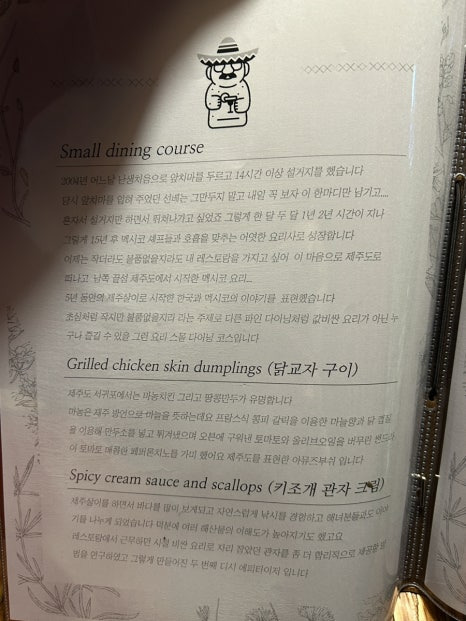 Small dining course
2004년 어느날 난생처음으로 앞치마를 두르고 14시간 이상 설거지를 했습니다
당시 앞치마를 입혀 주었던 선배는 그만두지 말고 내일 꼭 보자 이 한마디만 남기고....
혼자서 설거지만 하면서 뛰쳐나가고 싶었죠 그렇게 한 달 두 달 1년 2년 시간이 지나
그렇게 15년 후 멕시코 셰프들과 호흡을 맞추는 어엿한 요리사로 성장합니다
이제는 작더라도 볼품없을지라도 내 레스토랑을 가지고 싶어 이 마음으로 제주도로
떠나고 남쪽 끝섬 제주도에서 시작한 멕시코 요리...
5년 동안의 제주살이로 시작한 한국과 멕시코의 이야기를 표현했습니다
초심처럼 작지만 볼품없을지라 라는 주제로 다른 파인 다이닝처럼 값비싼 요리가 아닌 누
구나 즐길 수 있을 그런 요리 스몰 다이닝 코스입니다
Grilled chicken skin dumplings (닭교자 구이)
제주도 서귀포에서는 마농치킨 그리고 땅콩만두가 유명합니다
마농은 제주 방언으로 마늘을 뜻하는데요 프랑스식 콩피 갈릭을 이용한 마늘향과 닭 껍질
을 이용해 만두소를 넣고 튀겨냈으며 오븐에 구워낸 토마토와 올리브오일을 버무린
이 토마토 매콤한 페퍼론치노를 가미 했어요 제주도를 표현한 아뮤즈부쉬 입니다
Spicy cream sauce and scallops (키조개 관자 크림)
제주살이를 하면서 바다를 많이 보게되고 자연스럽게 낚시를 경험하고 해녀분들과도 이야
기를 나누게 되었습니다 덕분에 여러 해산물의 이해도가 높아지기도 했고요
레스토랑에서 근무하던 시절 비싼 요리로 자리 잡았던 관자를 좀 더 합리적으로 제공할 방
법을 연구하였고 그렇게 만들어진 두 번째 디시 에피타이저 입니다